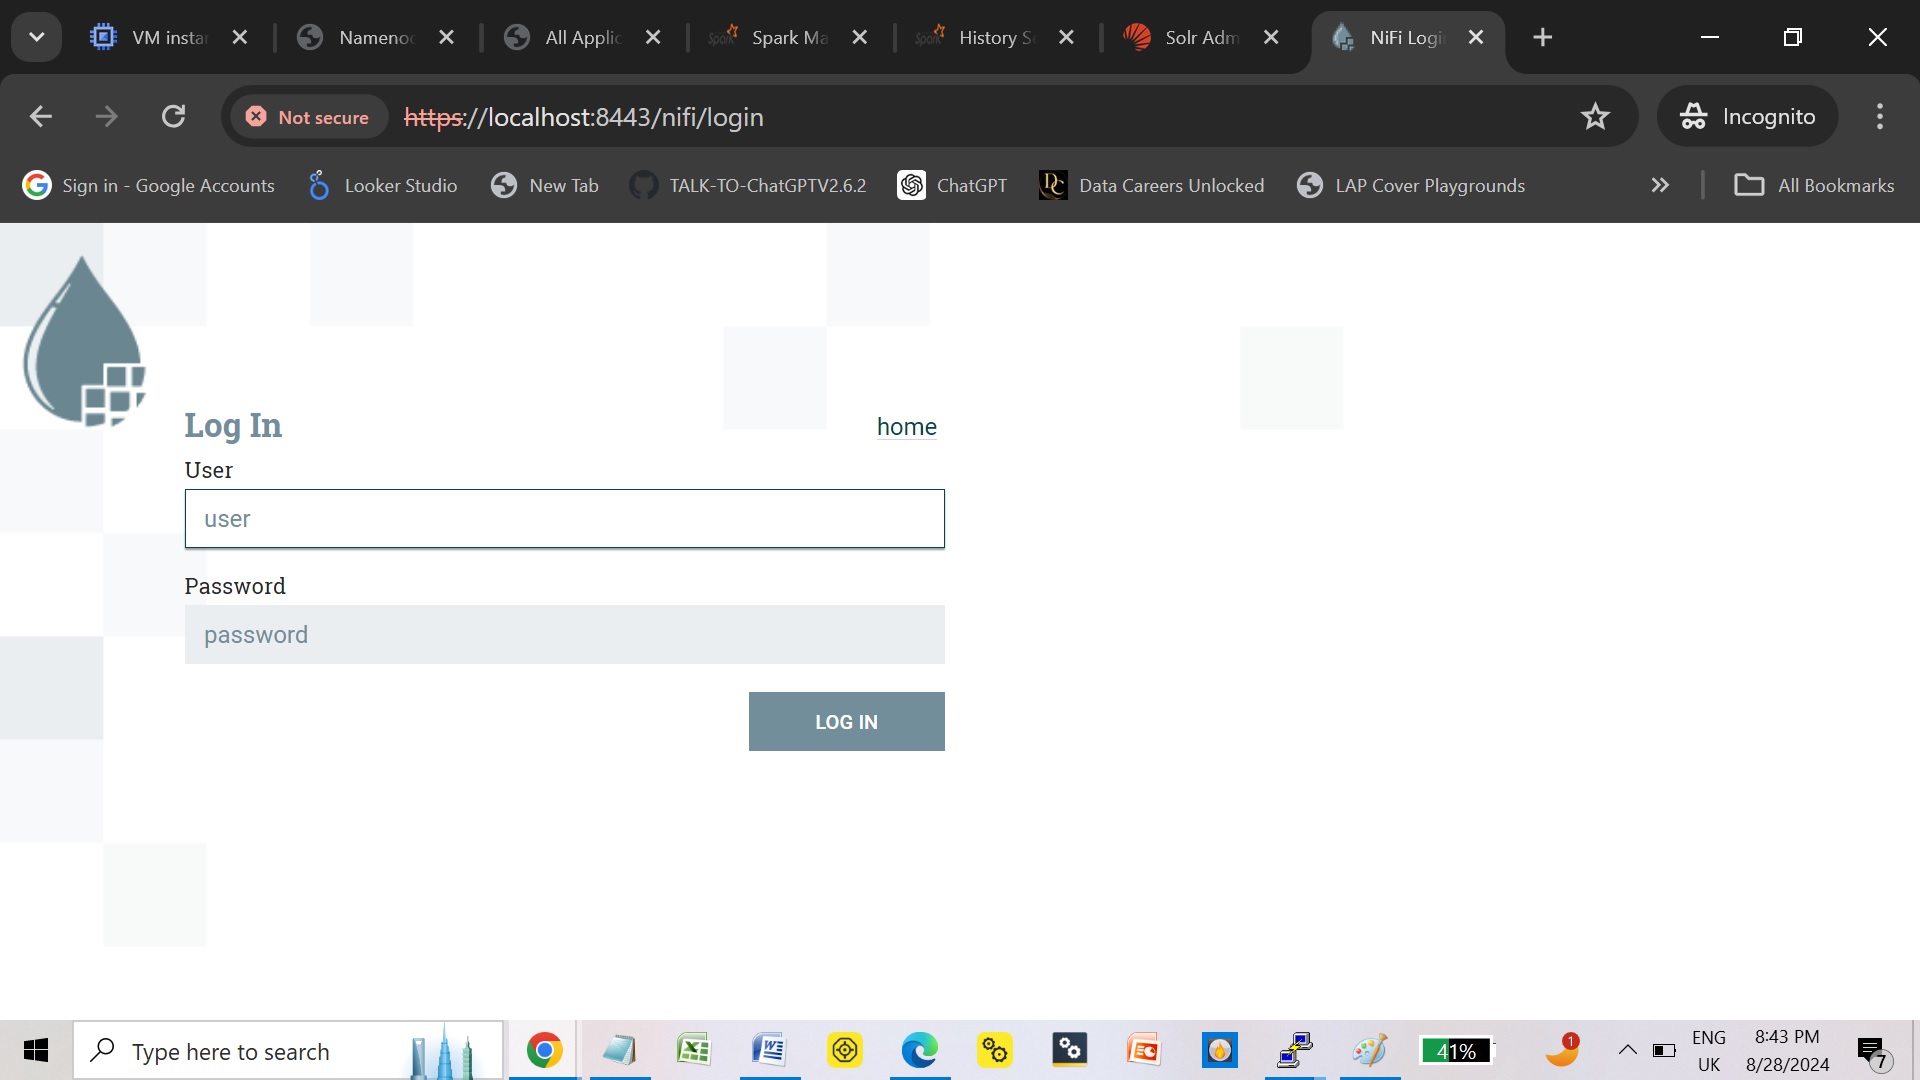 VM insta
Nameno
All Applic
Spark Ma
History S
Solr Adm
NiFi Logi
Not secure
https://localhost:8443/nifi/login
Incognito
Sign in - Google Accounts
Looker Studio
New Tab
TALK-TO-ChatGPTV2.6.2
ChatGPT
DC
Data Careers Unlocked
LAP Cover Playgrounds
All Bookmarks
Log In
home
User
user
Password
password
LOG IN
Type here to search
41%
1
ENG
UK
8:43 PM
8/28/2024
7